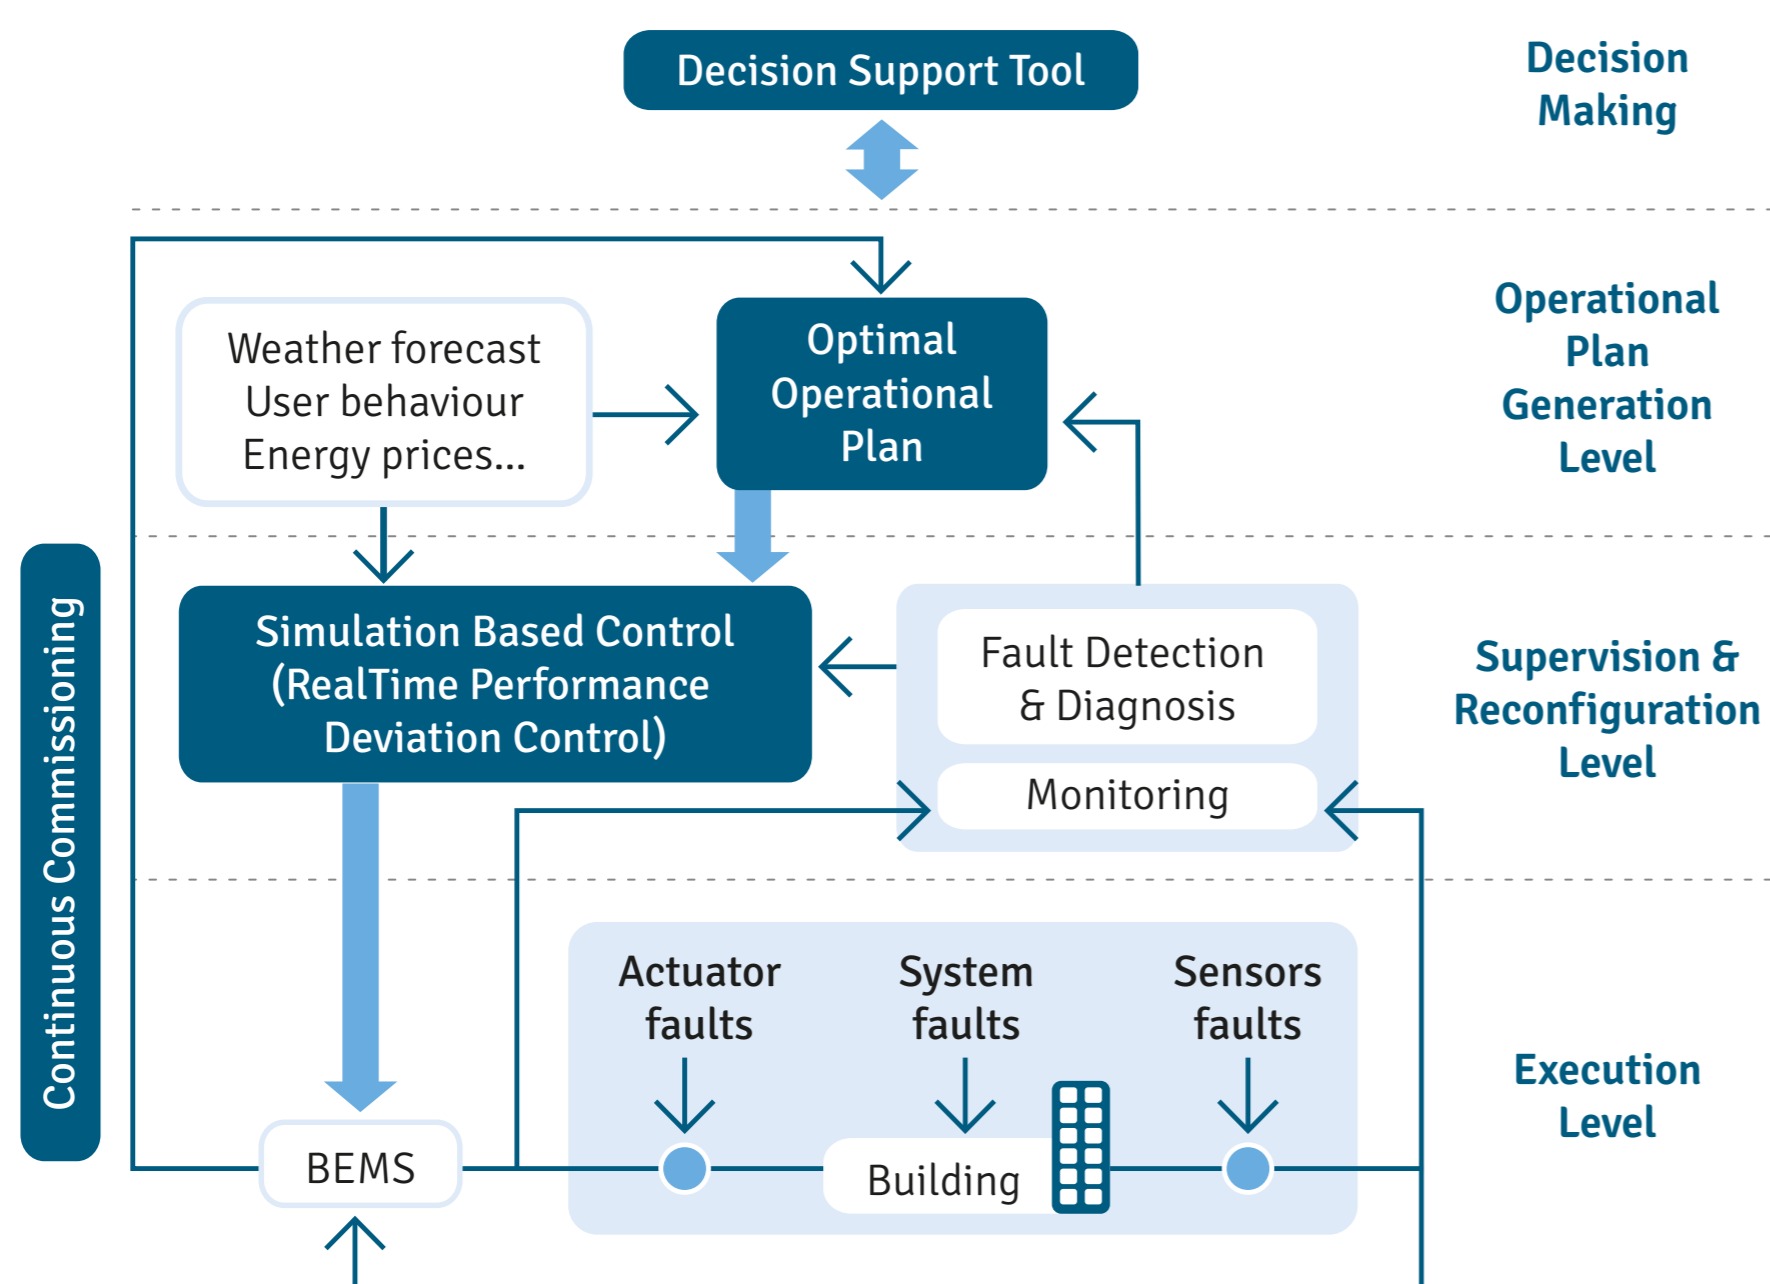 Decision Support Tool
Decision
Making
Weather forecast
User behaviour
Energy prices...
Optimal
Operational
Plan
Operational
Plan
Generation
Level
Continuous Commissioning
Simulation Based Control
(RealTime Performance
Deviation Control)
Fault Detection
& Diagnosis
Monitoring
Supervision &
Reconfiguration
Level
Actuator
faults
System
faults
Sensors
faults
BEMS
Building
Execution
Level